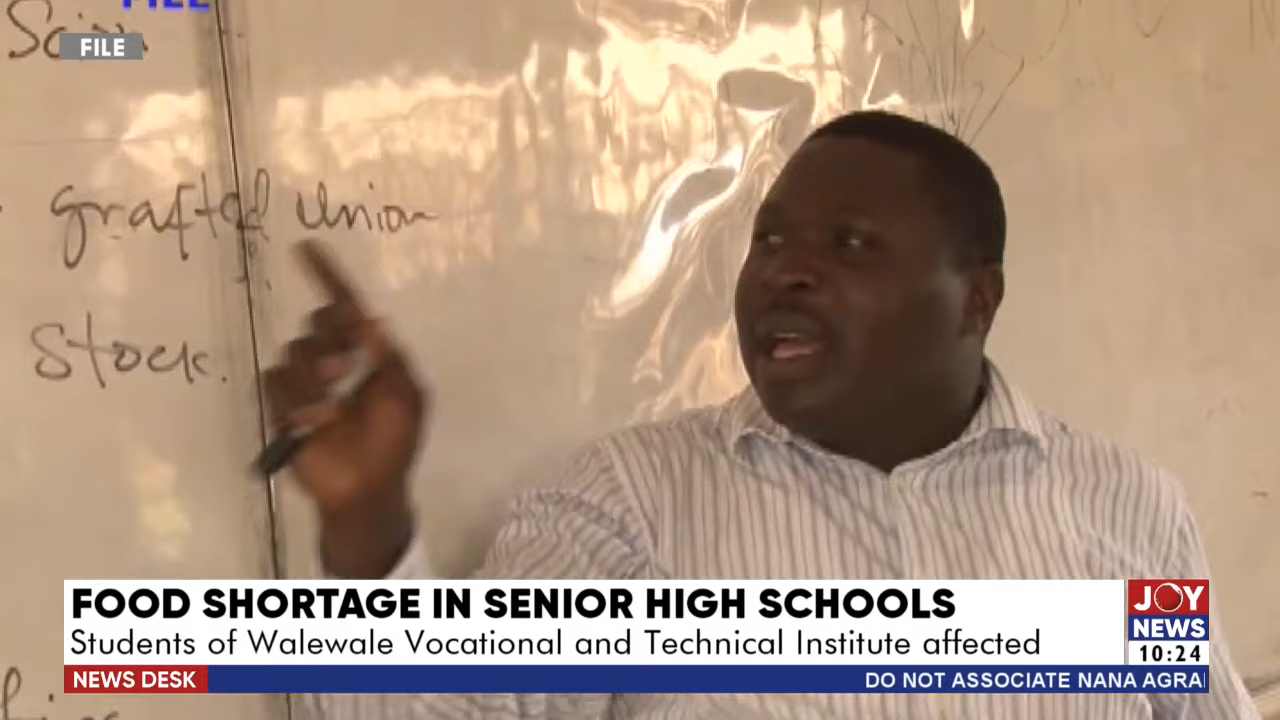 FILE
FILE
grafted union
Stock.
FOOD SHORTAGE IN SENIOR HIGH SCHOOLS
Students of Walewale Vocational and Technical Institute affected
JOY
NEWS
10:24
NEWS DESK
DO NOT ASSOCIATE NANA AGRA